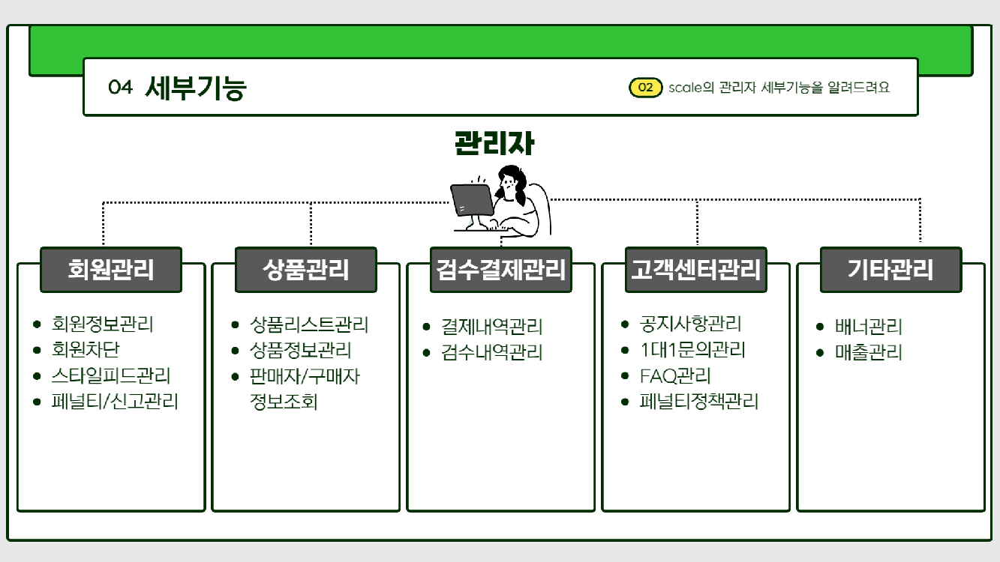 04 세부기능
02 scale의 관리자 세부기능을 알려드려요
관리자
회원관리
회원정보관리
회원차단
스타일피드관리
페널티/신고관리
상품관리
상품리스트관리
상품정보관리
판매자/구매자
정보조회
검수결제관리
결제내역관리
검수내역관리
고객센터관리
공지사항관리
1대1문의관리
FAQ관리
페널티정책관리
기타관리
배너관리
매출관리